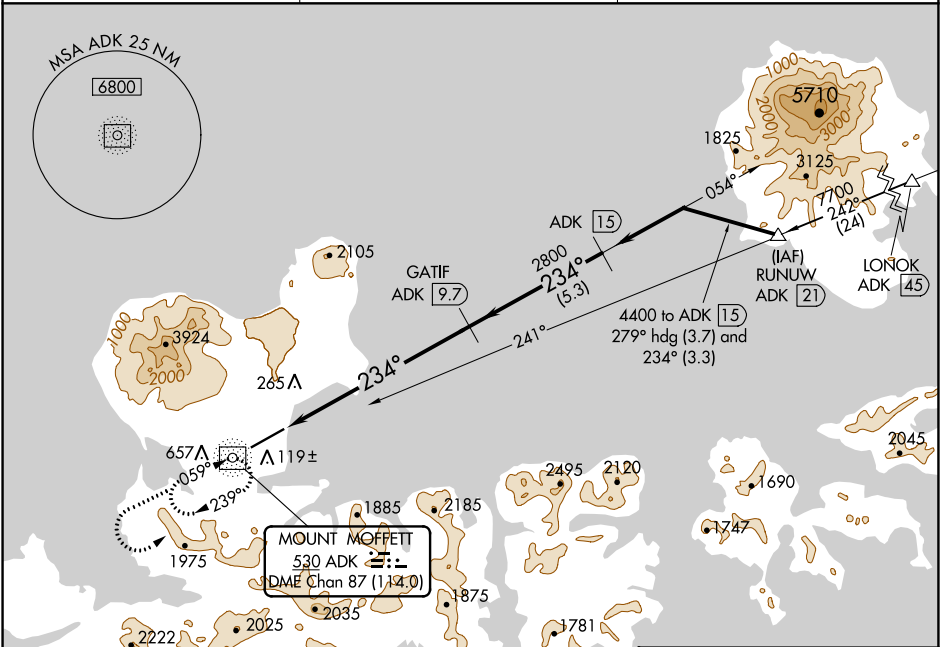 MSA ADK 25 NM
6800
1000
5710
2000
3000
1825
3125
054°
7700
242°
(24)
ADK 15
2105
2800
234°
(5.3)
(IAF)
RUNUW
ADK 21
LONOK
ADK 45
GATIF
ADK 9.7
4400 to ADK 15
279° hdg (3.7) and
234° (3.3)
241°
1000
3924
2000
234°
265
657
119±
059°
239°
2045
2495
2120
1690
1885
2185
1747
MOUNT MOFFETT
530 ADK
DME Chan 87 (114.0)
1975
1875
2035
2025
2222
1781